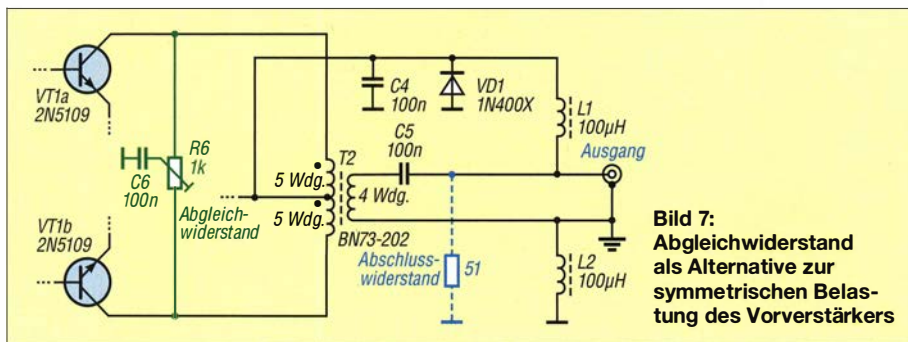 VT1a
2N5109
C6
100n
R6
1k
Abgleich-
widerstand
VT1b
2N5109
C4
100n
VD1
1N400X
C5
100n
T2
5 Wdg.
5 Wdg.
4 Wdg.
BN73-202
Abschluss-
widerstand
51
L1
100µH
Ausgang
L2
100µH
Bild 7:
Abgleichwiderstand
als Alternative zur
symmetrischen Belas-
tung des Vorverstärkers